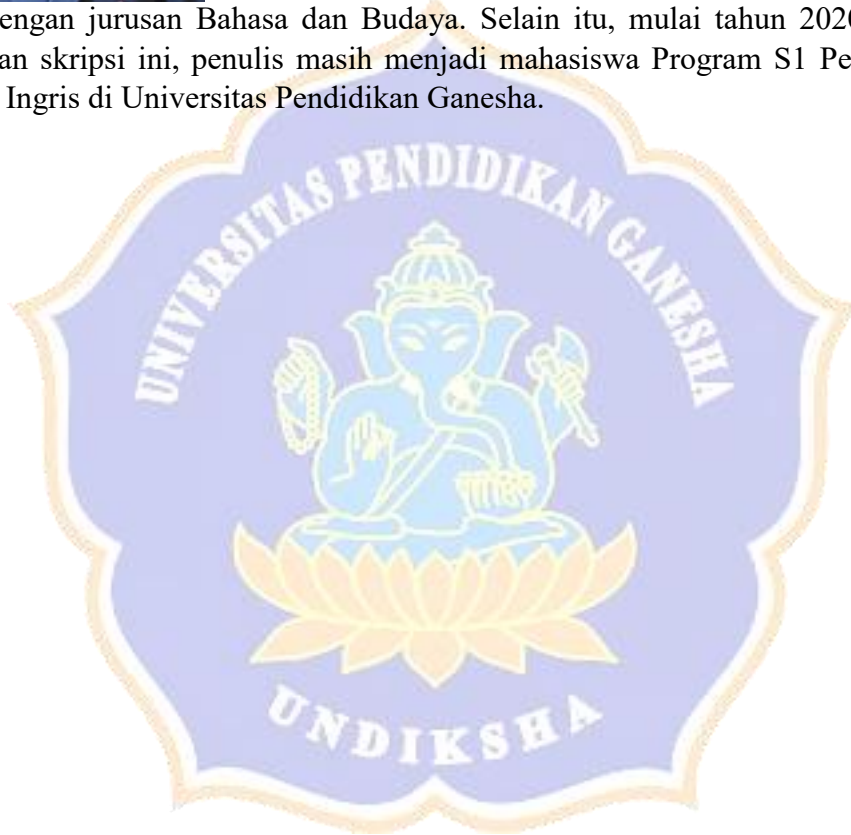 engan jurusan Bahasa dan Budaya. Selain itu, mulai tahun 2020
an skripsi ini, penulis masih menjadi mahasiswa Program S1 Pe
Ingris di Universitas Pendidikan Ganesha.
UNIVERSITAS PENDIDIKAN GANESHA
UNDIKSHA